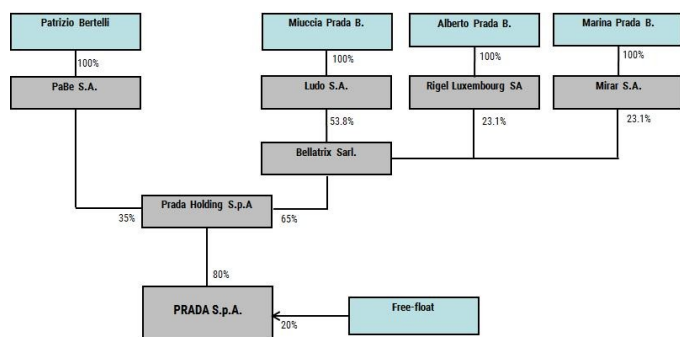 Patrizio Bertelli
Miuccia Prada B.
Alberto Prada B.
Marina Prada B.
100%
100%
100%
100%
PaBe S.A.
Ludo S.A.
Rigel Luxembourg SA
Mirar S.A.
53.8%
23.1%
23.1%
Bellatrix Sarl.
Prada Holding S.p.A
35%
65%
80%
PRADA S.p.A.
Free-float
20%